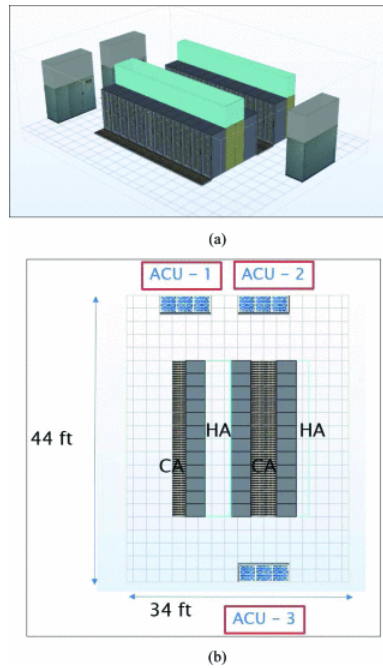 (a)
ACU - 1
ACU - 2
44 ft
HA
HA
CA
CA
34 ft
ACU - 3
(b)